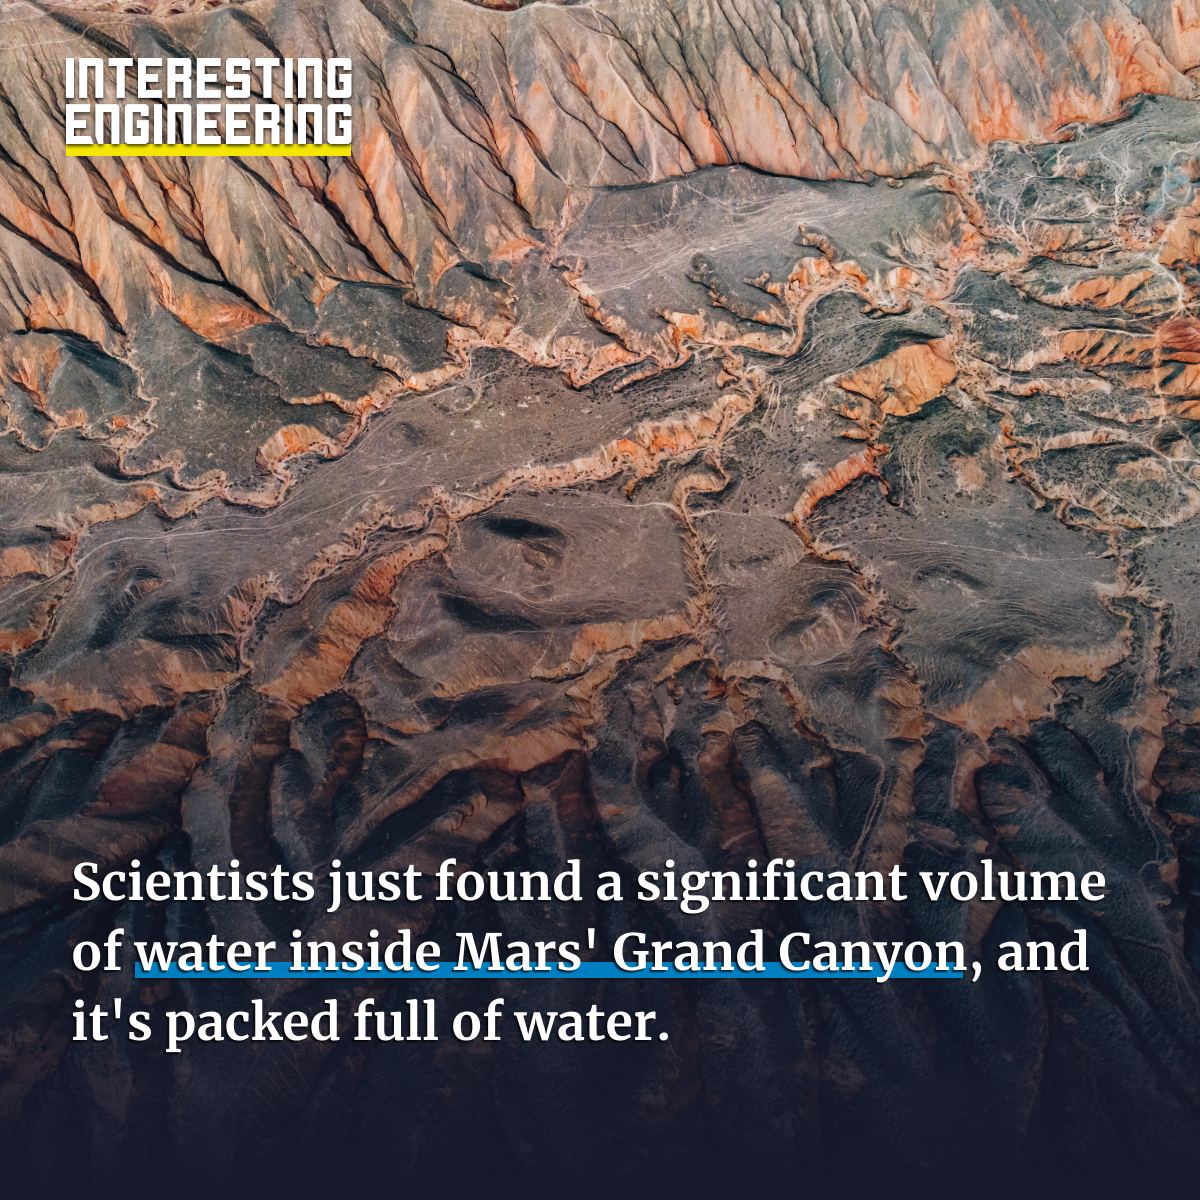 INTERESTING
ENGINEERING
Scientists just found a significant volume
of water inside Mars' Grand Canyon, and
it's packed full of water.